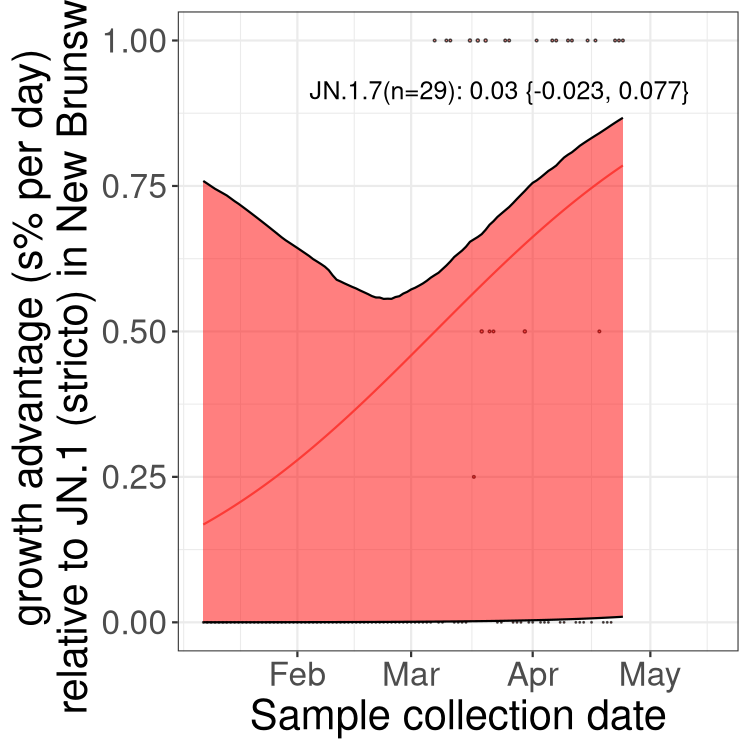 growth advantage (s% per day)
relative to JN.1 (stricto) in New Brunsw
1.00
0.75
0.50
0.25
0.00
JN.1.7(n=29): 0.03 {-0.023, 0.077}
Feb Mar Apr May
Sample collection date